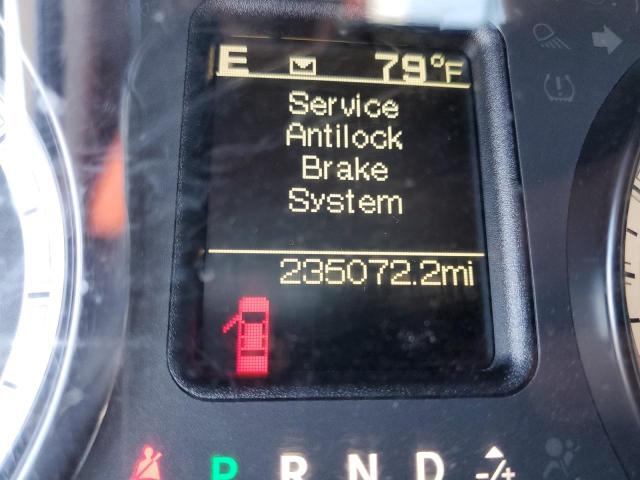 E 79°F
Service
Antilock
Brake
System
235072.2mi
P R N D -/+